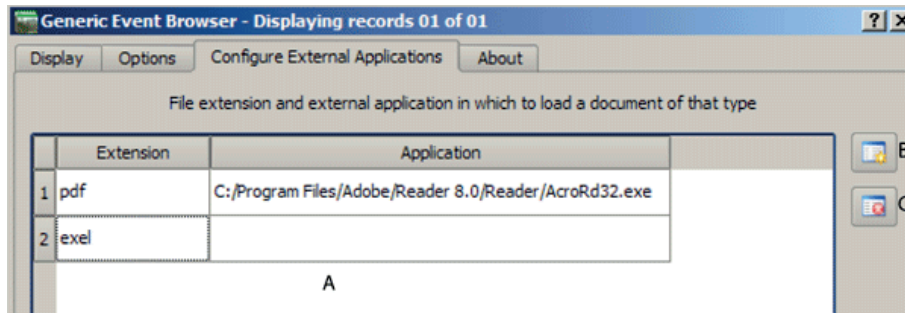 Generic Event Browser - Displaying records 01 of 01 ? X
Display Options Configure External Applications About
File extension and external application in which to load a document of that type
Extension Application
B
1 pdf C:/Program Files/Adobe/Reader 8.0/Reader/AcroRd32.exe
C
2 exel
A